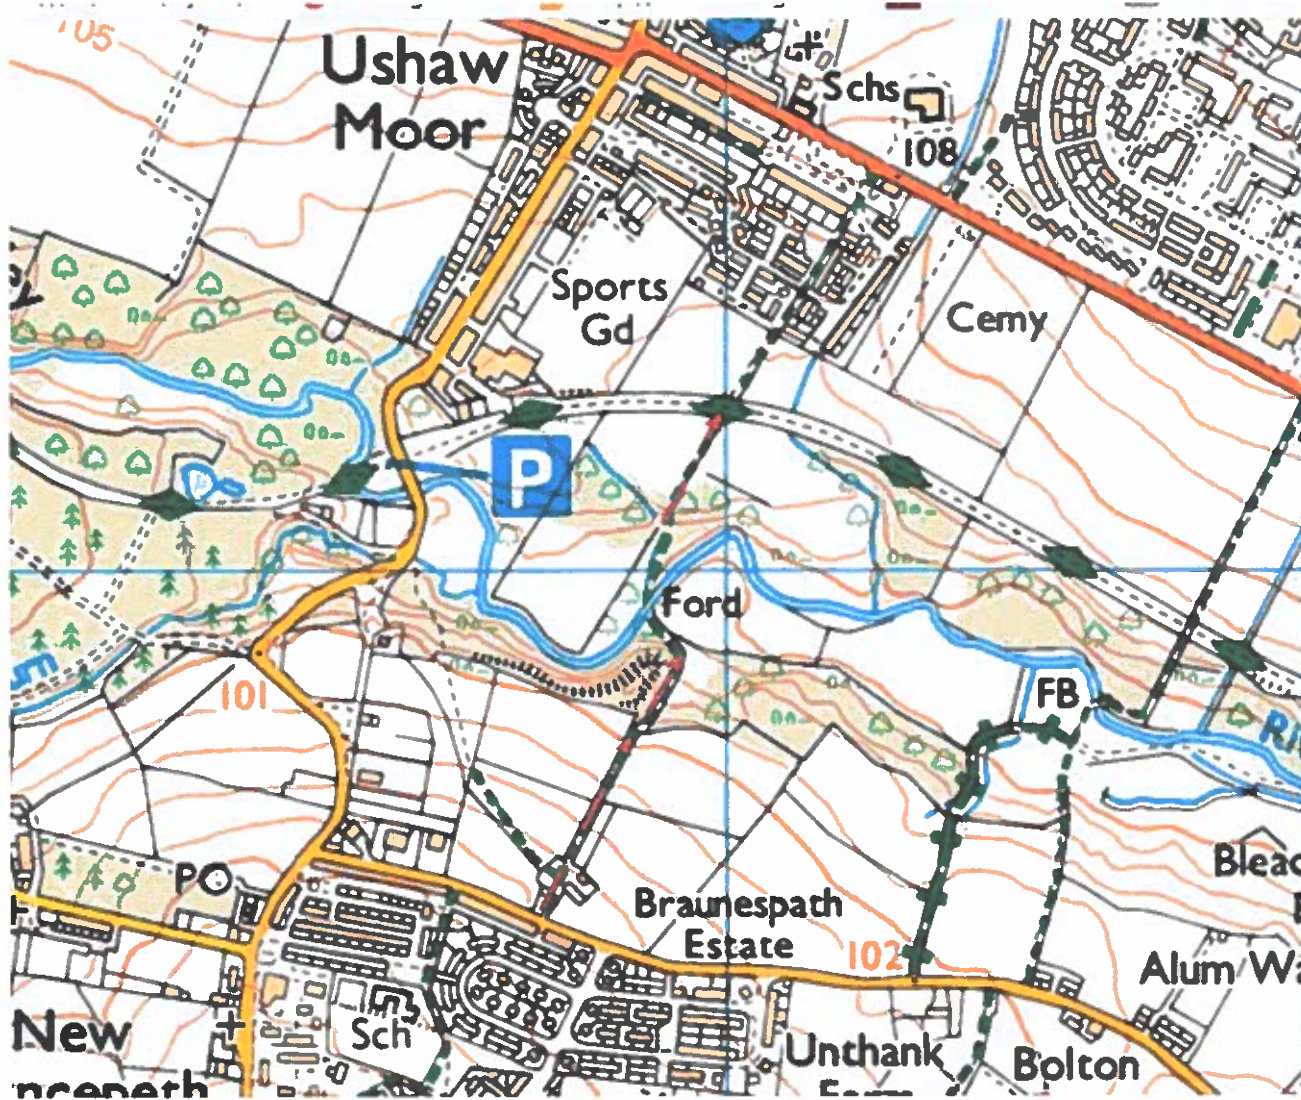 105
Ushaw
Moor
Schs
108
Sports
Gd
Cemy
P
Ford
FB
101
PO
Braunespath
Estate
102
Alum
New
Sch
Unthank
Bolton